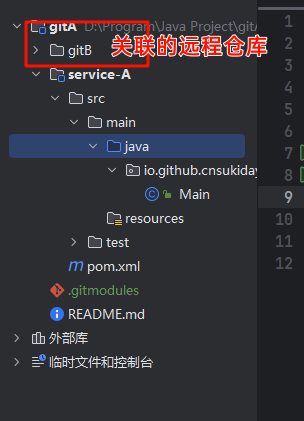 gitA D:\Program\Java Project\gitA
gitB
关联的远程仓库
service-A
src
main
java
io.github.cnsukiday
Main
resources
test
pom.xml
.gitmodules
README.md
外部库
临时文件和控制台
1
2
3
4
5
6
7
8
9
10
11
12